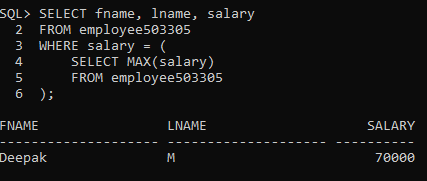 SQL> SELECT fname, lname, salary
  2  FROM employee503305
  3  WHERE salary = (
  4      SELECT MAX(salary)
  5      FROM employee503305
  6  );
FNAME                LNAME                    SALARY
-------------------- -------------------- ----------
Deepak               M                         70000